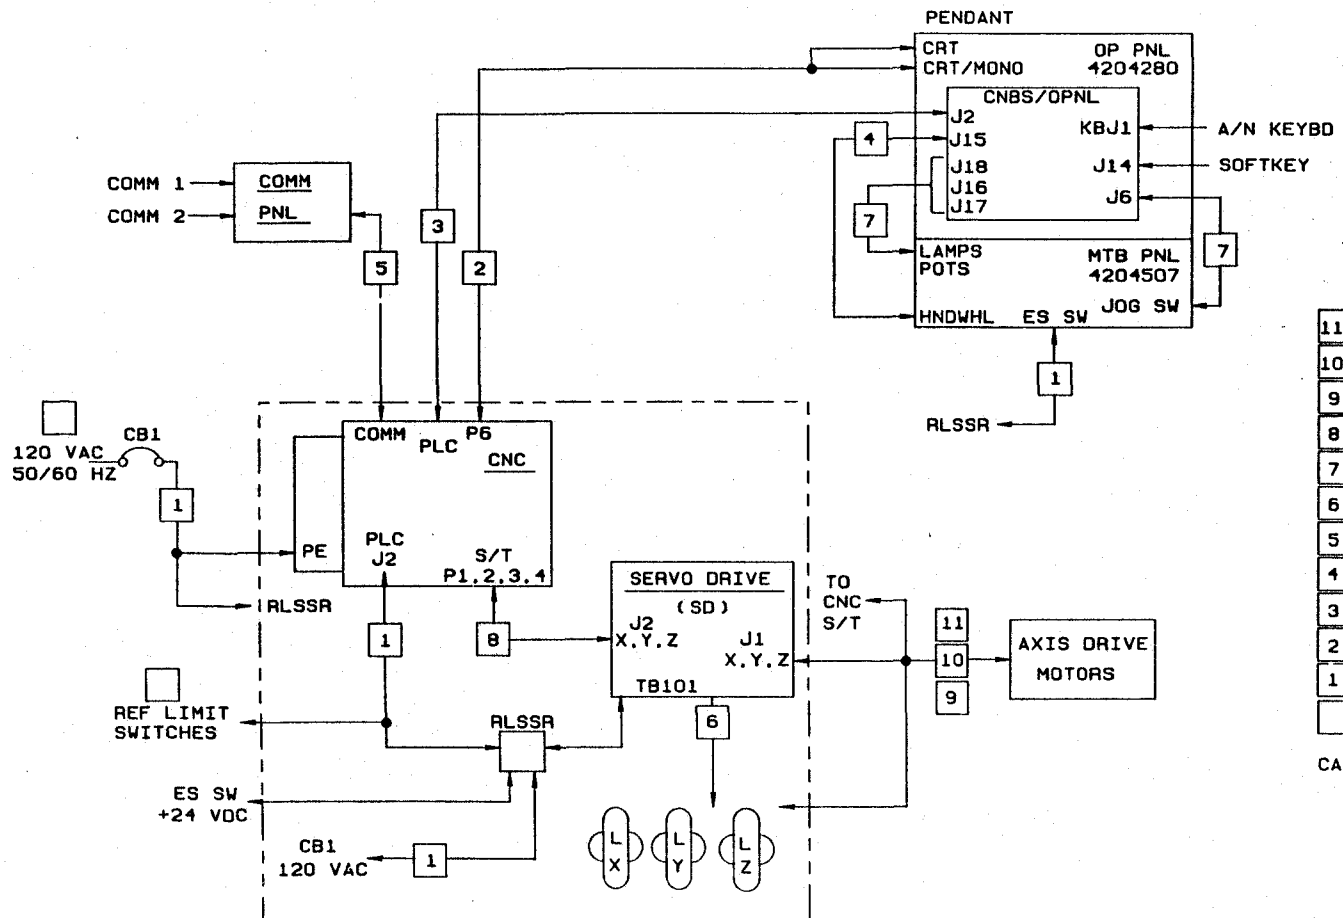 PENDANT
CRT
OP PNL
CRT/MONO
4204280
CNBS/OPNL
J2
KBJ1
A/N KEYBD
4
J15
J18
J14
SOFTKEY
J16
J17
J6
3
7
7
LAMPS
POTS
MTB PNL
4204507
JOG SW
HNDWHL
ES SW
1
RLSSR
COMM 1
COMM
COMM 2
PNL
5
2
120 VAC
50/60 HZ
CB1
1
COMM
PLC
P6
CNC
PE
PLC
J2
S/T
P1,2,3,4
RLSSR
1
8
SERVO DRIVE
(SD)
J2
X,Y,Z
J1
X,Y,Z
TB101
6
TO
CNC
S/T
11
10
9
AXIS DRIVE
MOTORS
REF LIMIT
SWITCHES
RLSSR
ES SW
+24 VDC
CB1
120 VAC
1
L
X
L
Y
L
Z
11
10
9
8
7
6
5
4
3
2
1
CA